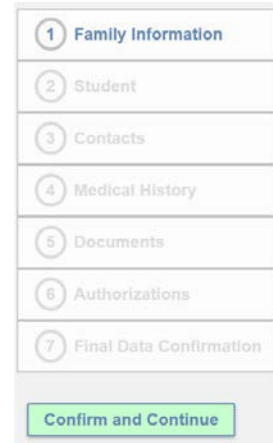 1 Family Information
2 Student
3 Contacts
4 Medical History
5 Documents
6 Authorizations
7 Final Data Confirmation
Confirm and Continue